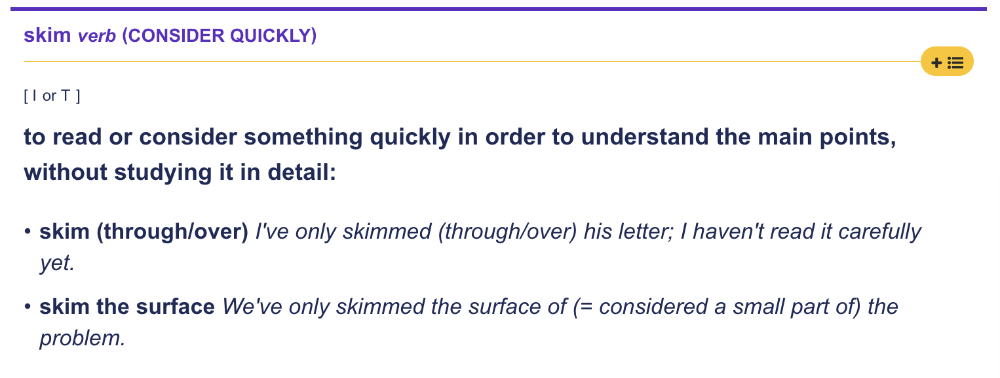 skim verb (CONSIDER QUICKLY)
[ I or T ]
to read or consider something quickly in order to understand the main points,
without studying it in detail:
• skim (through/over) I've only skimmed (through/over) his letter; I haven't read it carefully
yet.
• skim the surface We've only skimmed the surface of (= considered a small part of) the
problem.